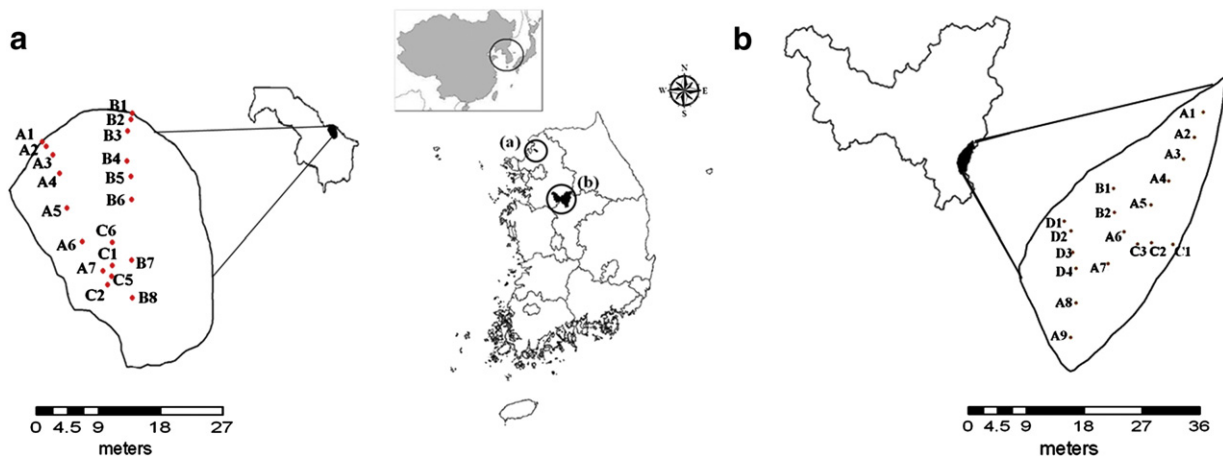 a
B1
B2
B3
A1
A2
A3
B4
A4
B5
B6
A5
C6
A6
C1
B7
A7
C5
C2
B8
0 4.5 9 18 27
meters
N
W E
S
(a)
(b)
b
A1
A2
A3
A4
B1
A5
B2
D1
D2
A6
D3
C3 C2 C1
D4
A7
A8
A9
0 4.5 9 18 27 36
meters